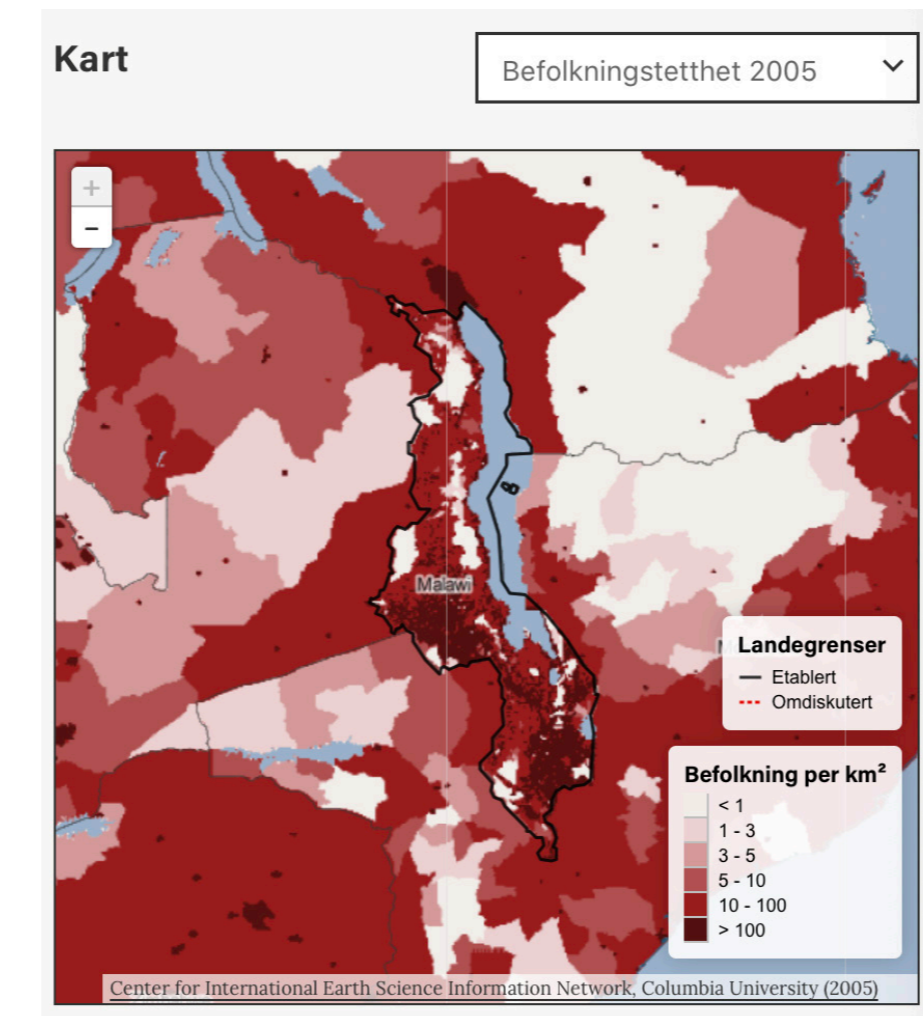 Kart
Befolkningstetthet 2005
+
−
Malawi
Landegrenser
Etablert
Omdiskutert
Befolkning per km²
< 1
1 - 3
3 - 5
5 - 10
10 - 100
> 100
Center for International Earth Science Information Network, Columbia University (2005)